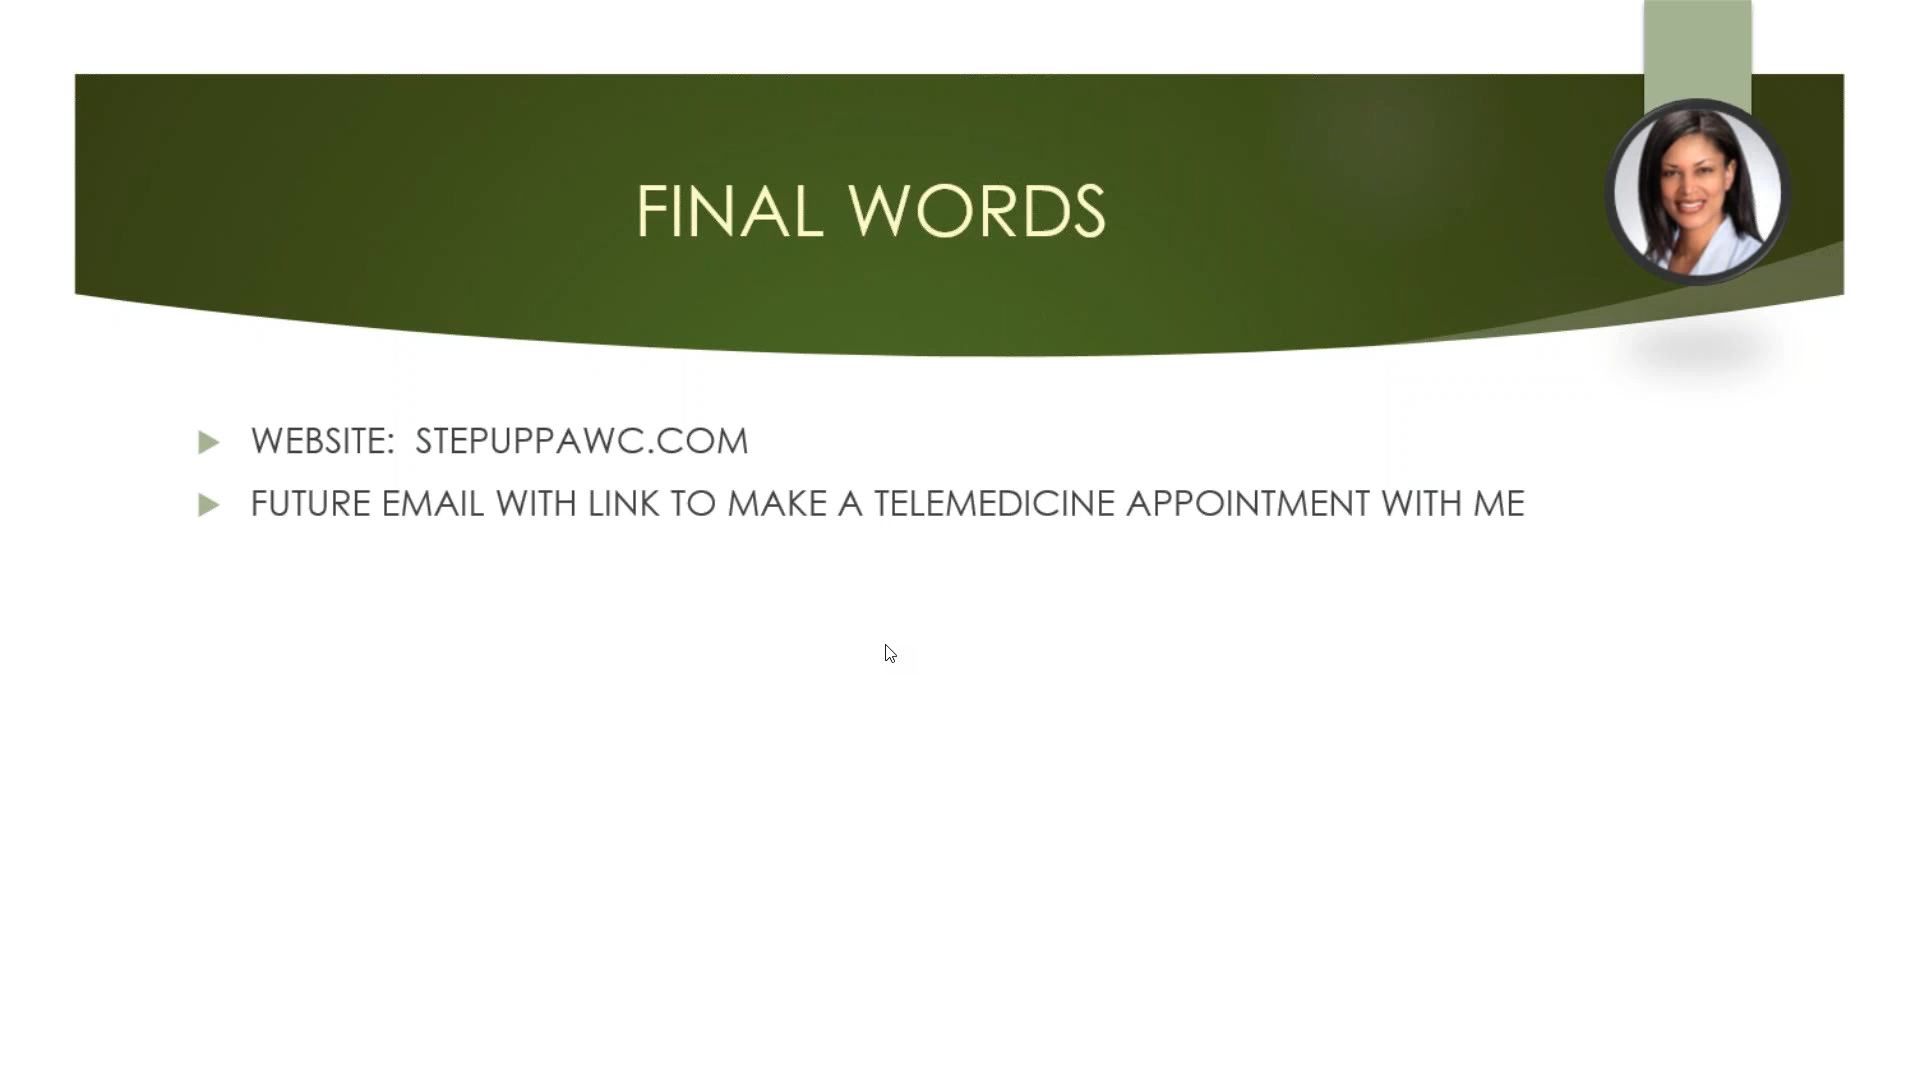 FINAL WORDS
WEBSITE: STEPUPPAWC.COM
FUTURE EMAIL WITH LINK TO MAKE A TELEMEDICINE APPOINTMENT WITH ME